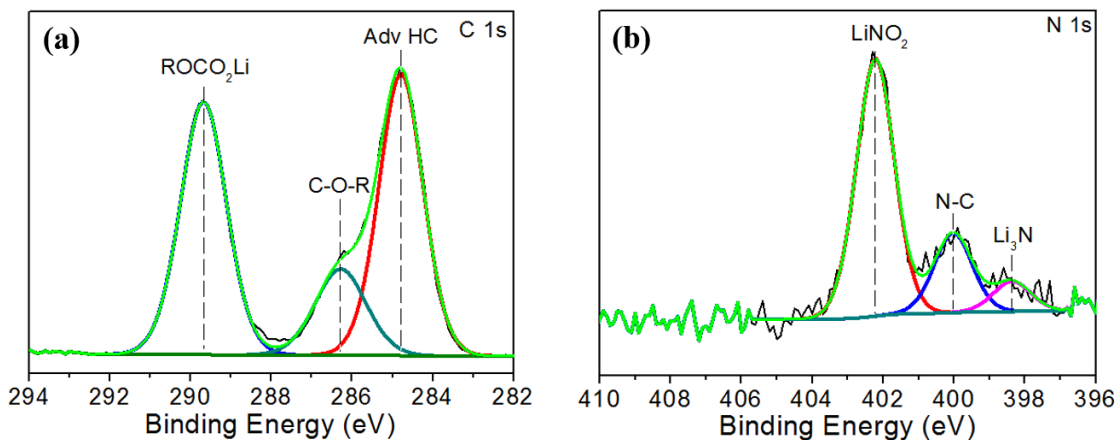 (a)
C 1s
Adv HC
ROCO₂Li
C-O-R
294 292 290 288 286 284 282
Binding Energy (eV)
(b)
N 1s
LiNO₂
N-C
Li₃N
410 408 406 404 402 400 398 396
Binding Energy (eV)